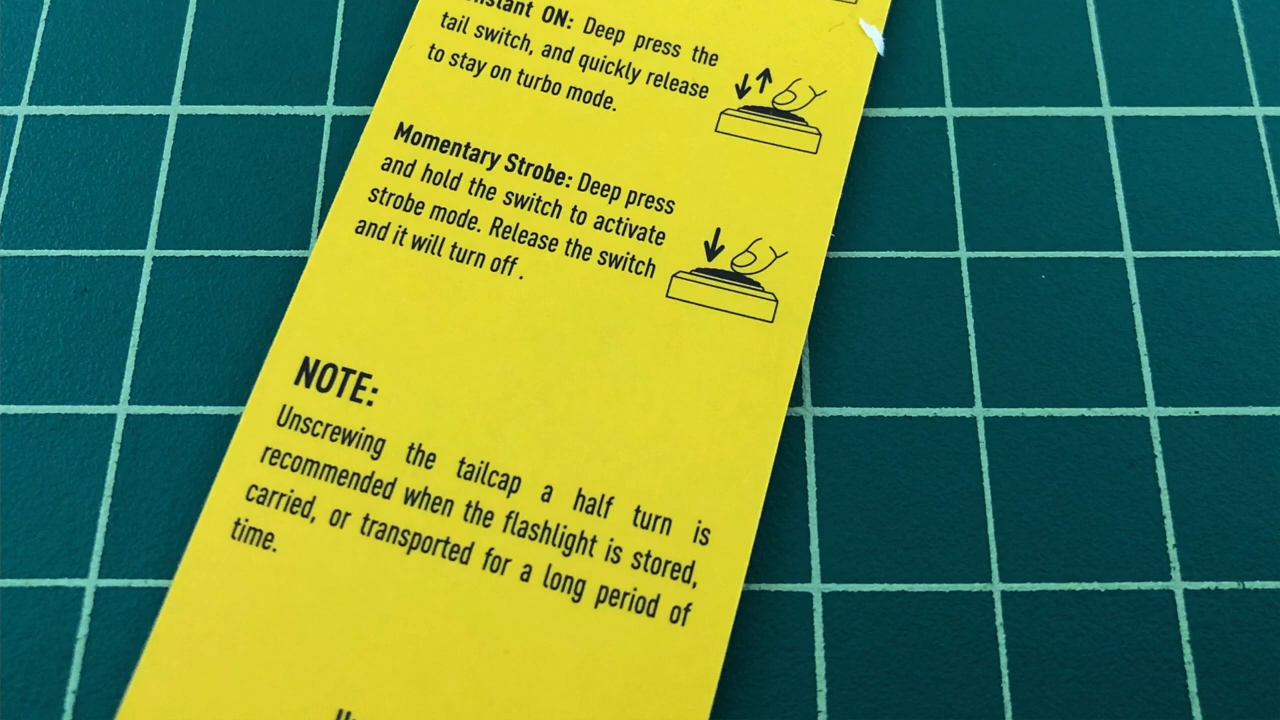 ON: Deep press the
tail switch, and quickly release
to stay on turbo mode.
Momentary Strobe: Deep press
and hold the switch to activate
strobe mode. Release the switch
and it will turn off.
NOTE:
Unscrewing the tailcap a half turn is
recommended when the flashlight is stored,
carried, or transported for a long period of
time.